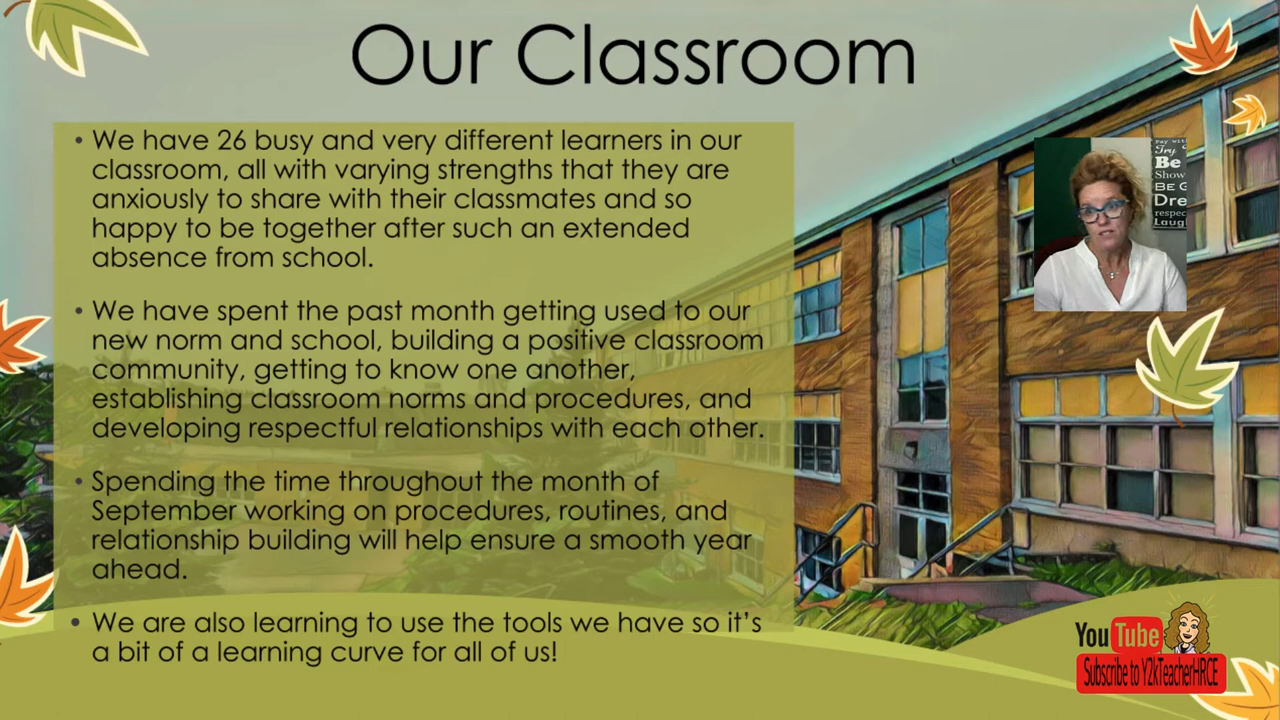 Our Classroom
• We have 26 busy and very different learners in our
classroom, all with varying strengths that they are
anxiously to share with their classmates and so
happy to be together after such an extended
absence from school.
• We have spent the past month getting used to our
new norm and school, building a positive classroom
community, getting to know one another,
establishing classroom norms and procedures, and
developing respectful relationships with each other.
• Spending the time throughout the month of
September working on procedures, routines, and
relationship building will help ensure a smooth year
ahead.
• We are also learning to use the tools we have so it's
a bit of a learning curve for all of us!
Try
Be
Show
BE
You Tube
Subscribe to Y2kTeacherHRCE